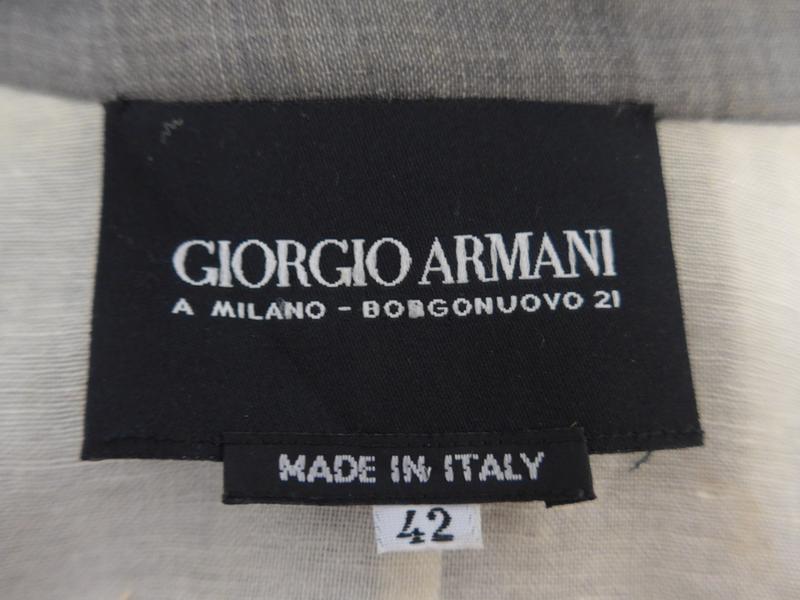 GIORGIO ARMANI
A MILANO - BORGONUOVO 21
MADE IN ITALY
42